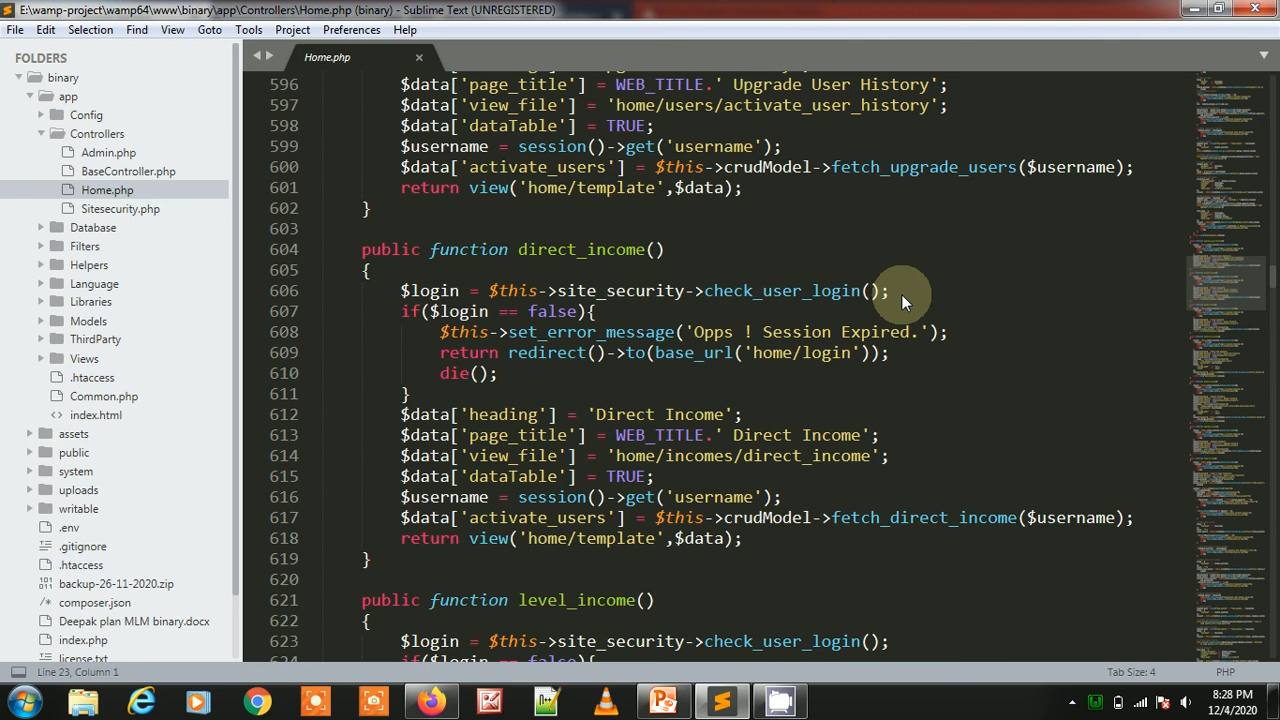 E:\wamp-project\wamp64\www\binary\app\Controllers\Home.php (binary) - Sublime Text (UNREGISTERED)
File Edit Selection Find View Goto Tools Project Preferences Help
FOLDERS
binary
app
Config
Controllers
Admin.php
BaseController.php
Home.php
Sitesecurity.php
Database
Filters
Helpers
Language
Libraries
Models
ThirdParty
Views
.htaccess
Common.php
index.html
assets
public
system
uploads
writable
.env
.gitignore
.htaccess
backup-26-11-2020.zip
composer.json
Deepak plan MLM binary.docx
index.php
license.txt
Home.php
596 $data['page_title'] = WEB_TITLE.' Upgrade User History';
597 $data['view_file'] = 'home/users/activate_user_history';
598 $data['dataTable'] = TRUE;
599 $username = session()->get('username');
600 $data['activate_users'] = $this->crudModel->fetch_upgrade_users($username);
601 return view('home/template',$data);
602 }
603
604 public function direct_income()
605 {
606 $login = $this->site_security->check_user_login();
607 if($login == false){
608 $this->set_error_message('Opps ! Session Expired.');
609 return redirect()->to(base_url('home/login'));
610 die();
611 }
612 $data['heading'] = 'Direct Income';
613 $data['page_title'] = WEB_TITLE.' Direct Income';
614 $data['view_file'] = 'home/incomes/direct_income';
615 $data['dataTable'] = TRUE;
616 $username = session()->get('username');
617 $data['activate_users'] = $this->crudModel->fetch_direct_income($username);
618 return view('home/template',$data);
619 }
620
621 public function level_income()
622 {
623 $login = $this->site_security->check_user_login();
Line 23, Column 1
Tab Size: 4
PHP
8:28 PM
12/4/2020